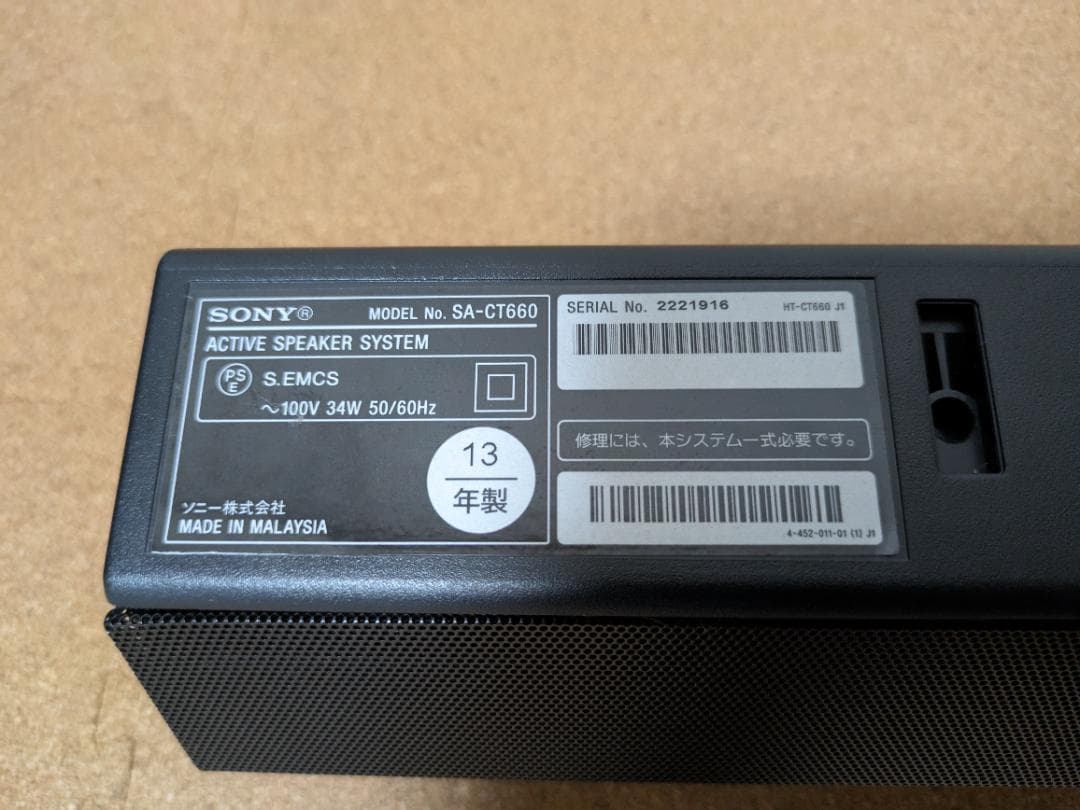 SONY® MODEL No. SA-CT660
ACTIVE SPEAKER SYSTEM
PS
E
S.EMCS
～100V 34W 50/60Hz
13
年製
ソニー株式会社
MADE IN MALAYSIA
SERIAL No. 2221916 HT-CT660 J1
修理には、本システム一式必要です。
4-452-011-01 (1) J1